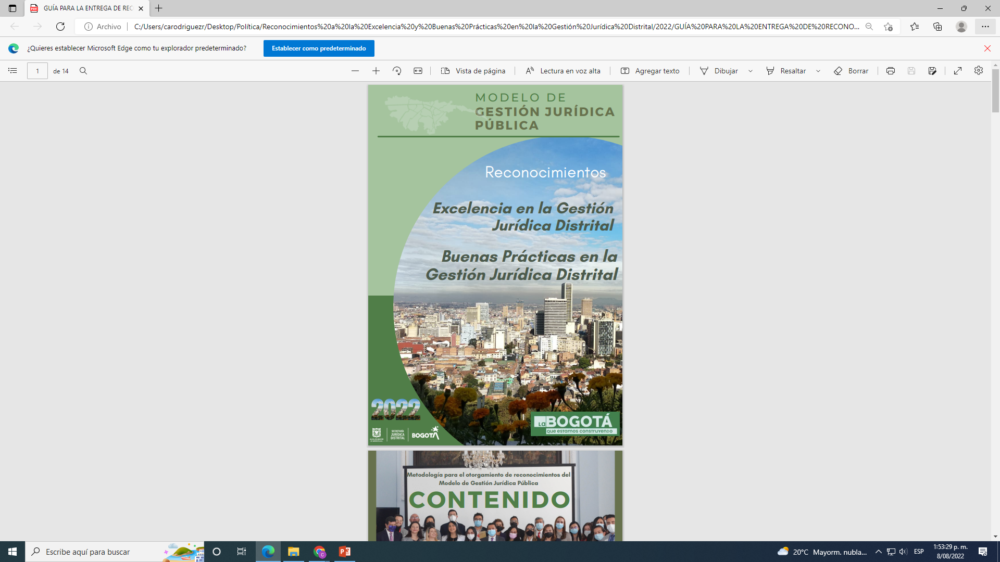 GUÍA PARA LA ENTREGA DE REC
Archivo
C:/Users/carodriguezr/Desktop/Política/Reconocimientos%20a%20la%20Excelencia%20y%20Buenas%20Prácticas%20en%20la%20Gestión%20Jurídica%20Distrital/2022/GUÍA%20PARA%20LA%20ENTREGA%20DE%20RECONO...
¿Quieres establecer Microsoft Edge como tu explorador predeterminado?
Establecer como predeterminado
1 de 14
Vista de página
Lectura en voz alta
Agregar texto
Dibujar
Resaltar
Borrar
MODELO DE
GESTIÓN JURÍDICA
PÚBLICA
Reconocimientos
Excelencia en la Gestión
Jurídica Distrital
Buenas Prácticas en la
Gestión Jurídica Distrital
2022
SECRETARÍA
JURÍDICA
DISTRITAL
BOGOTÁ
LA BOGOTÁ
QUE ESTAMOS CONSTRUYENDO
Metodología para el otorgamiento de reconocimientos del
Modelo de Gestión Jurídica Pública
CONTENIDO
Escribe aquí para buscar
20°C Mayorm. nubla...
ESP
1:53:29 p. m.
8/08/2022